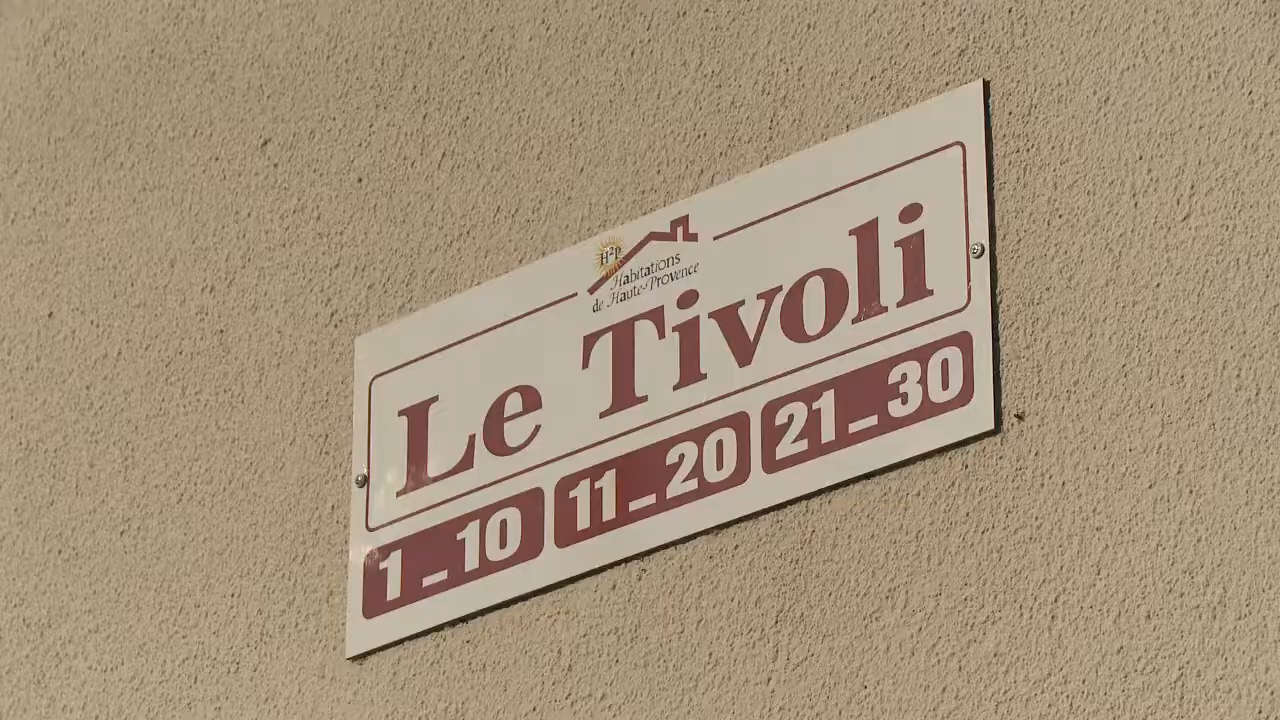 H2P
Habitations
de Haute-Provence
Le Tivoli
1_10 11_20 21_30